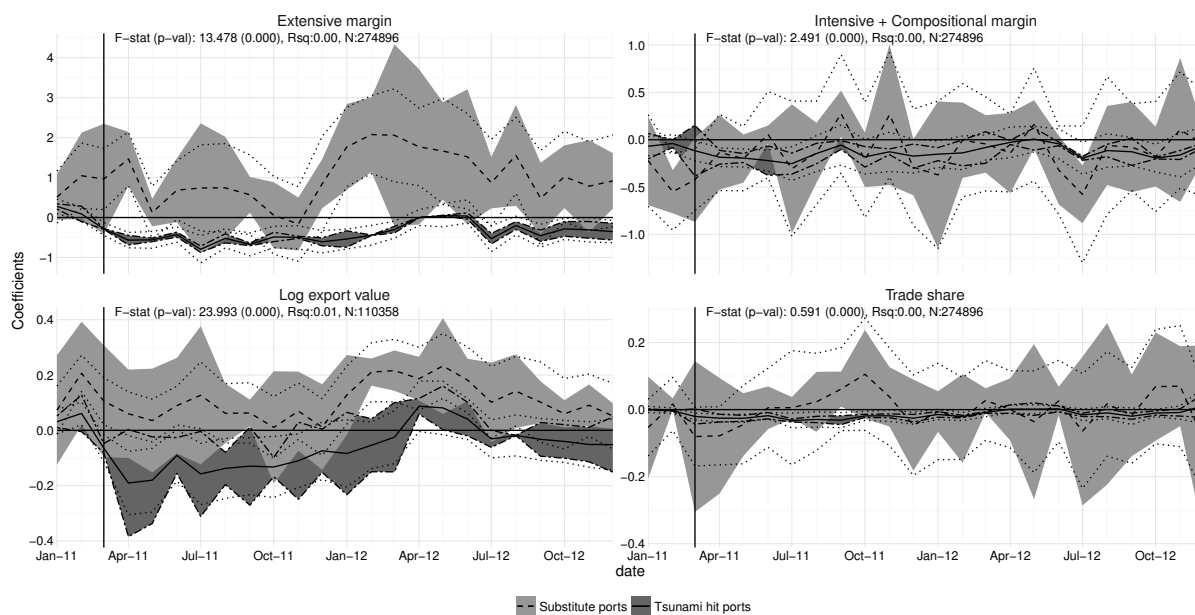 Extensive margin
F-stat (p-val): 13.478 (0.000), Rsq:0.00, N:274896
4
3
2
1
0
−1
Intensive + Compositional margin
F-stat (p-val): 2.491 (0.000), Rsq:0.00, N:274896
1.0
0.5
0.0
−0.5
−1.0
Coefficients
Log export value
F-stat (p-val): 23.993 (0.000), Rsq:0.01, N:110358
0.4
0.2
0.0
−0.2
−0.4
Jan−11 Apr−11 Jul−11 Oct−11 Jan−12 Apr−12 Jul−12 Oct−12
Trade share
F-stat (p-val): 0.591 (0.000), Rsq:0.00, N:274896
0.2
0.0
−0.2
−0.4
Jan−11 Apr−11 Jul−11 Oct−11 Jan−12 Apr−12 Jul−12 Oct−12
date
Substitute ports Tsunami hit ports